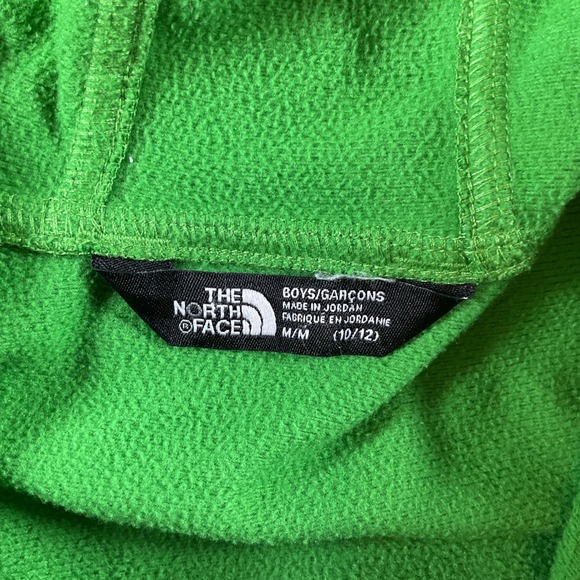 THE
NORTH
®FACE
BOYS/GARÇONS
MADE IN JORDAN
FABRIQUE EN JORDANIE
M/M (10/12)